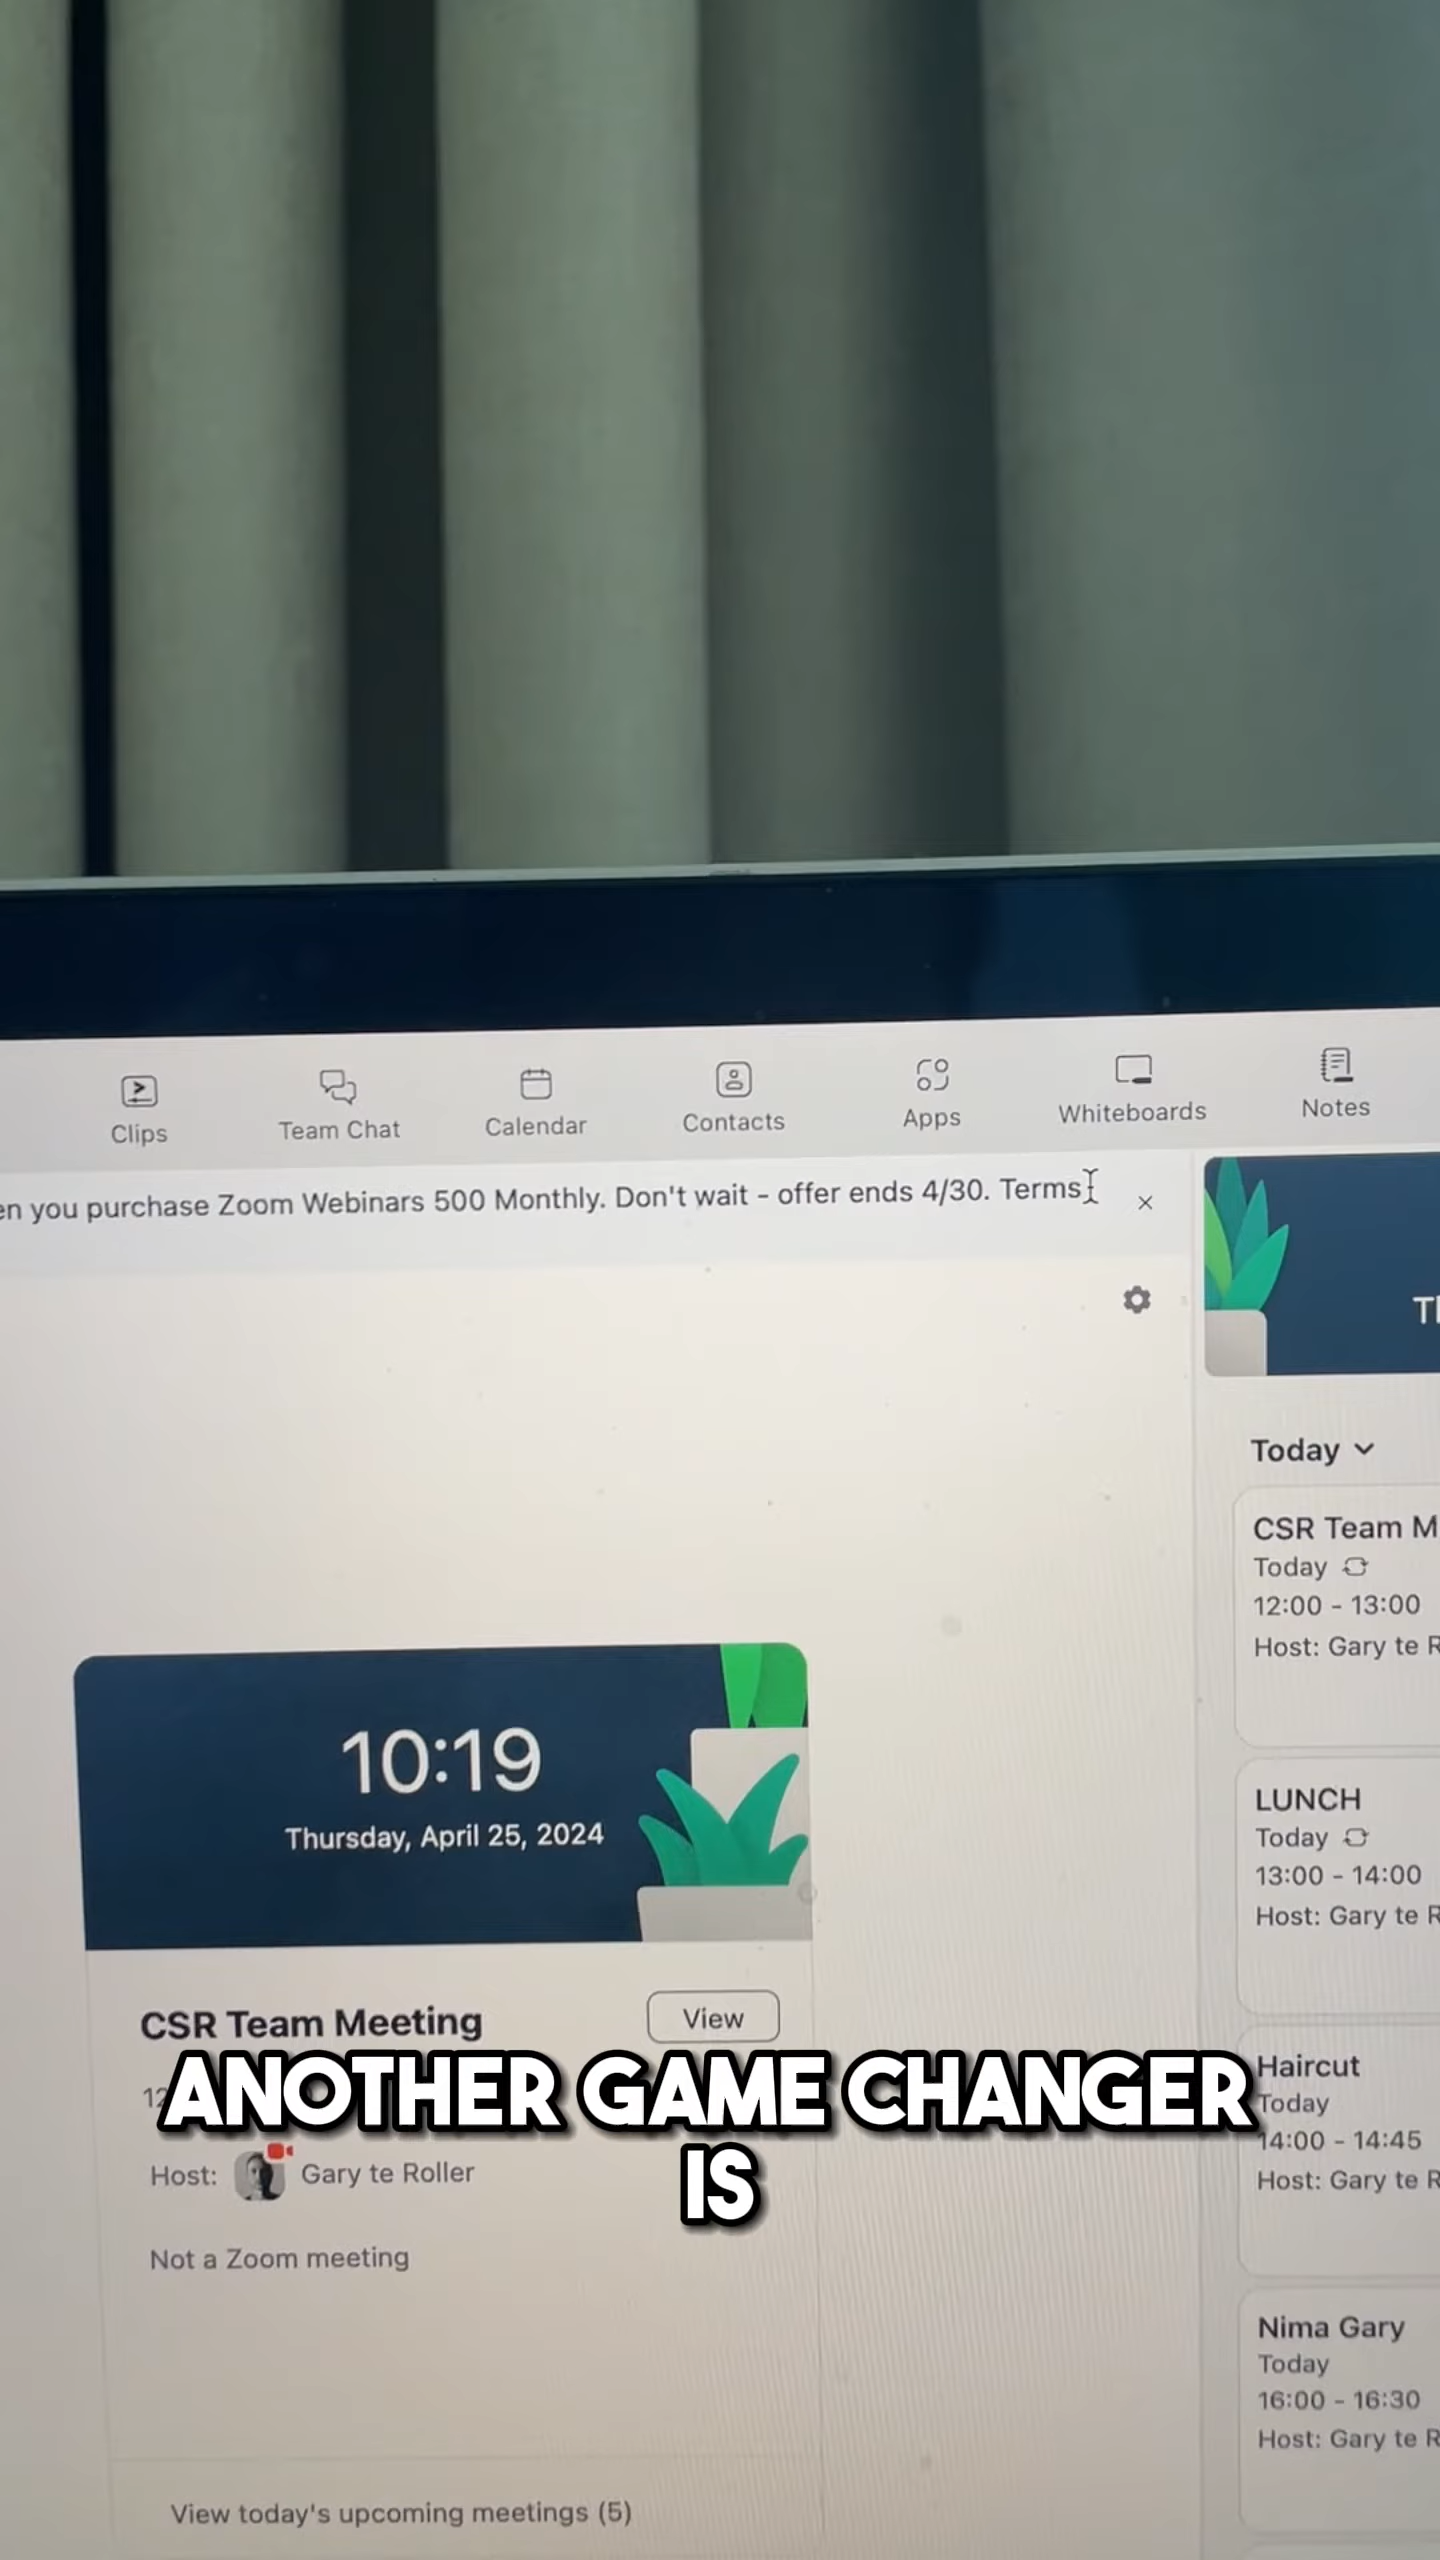 Clips
Team Chat
Calendar
Contacts
Apps
Whiteboards
Notes
en you purchase Zoom Webinars 500 Monthly. Don't wait - offer ends 4/30. Terms
10:19
Thursday, April 25, 2024
CSR Team Meeting
View
12
Host: Gary te Roller
Not a Zoom meeting
View today's upcoming meetings (5)
Today
CSR Team M
Today
12:00 - 13:00
Host: Gary te R
LUNCH
Today
13:00 - 14:00
Host: Gary te R
Haircut
Today
14:00 - 14:45
Host: Gary te R
Nima Gary
Today
16:00 - 16:30
Host: Gary te R
ANOTHER GAME CHANGER
IS